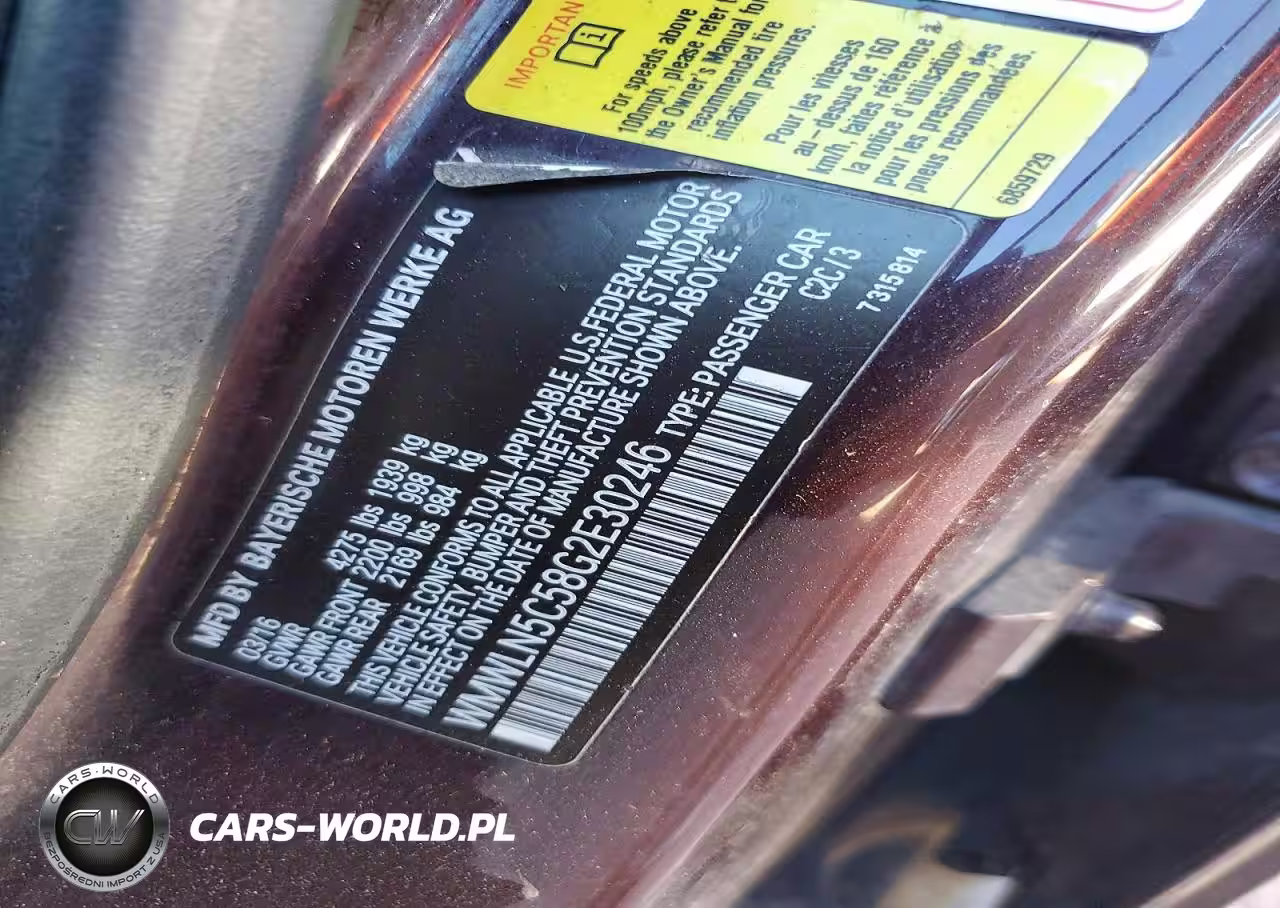 IMPORTAN
For speeds above
100mph, please refer t
the Owner's Manual for
recommended tire
inflation pressures.
Pour les vitesses
au-dessus de 160
km/h, faites référence à
la notice d'utilisation
pour les pressions des
pneus recommandées.
6859729
MFD BY BAYERISCHE MOTOREN WERKE AG
03/16
GWR 4275 lbs 1939 kg
GAWR FRONT 2200 lbs 998 kg
GAWR REAR 2169 lbs 984 kg
THIS VEHICLE CONFORMS TO ALL APPLICABLE U.S.FEDERAL MOTOR
VEHICLE SAFETY, BUMPER AND THEFT PREVENTION STANDARDS
IN EFFECT ON THE DATE OF MANUFACTURE SHOWN ABOVE.
WMWLN5C58G2E30246 TYPE: PASSENGER CAR
C2C/3
7315814
CARS-WORLD
CW
BEZPOŚREDNI IMPORT Z USA
CARS-WORLD.PL